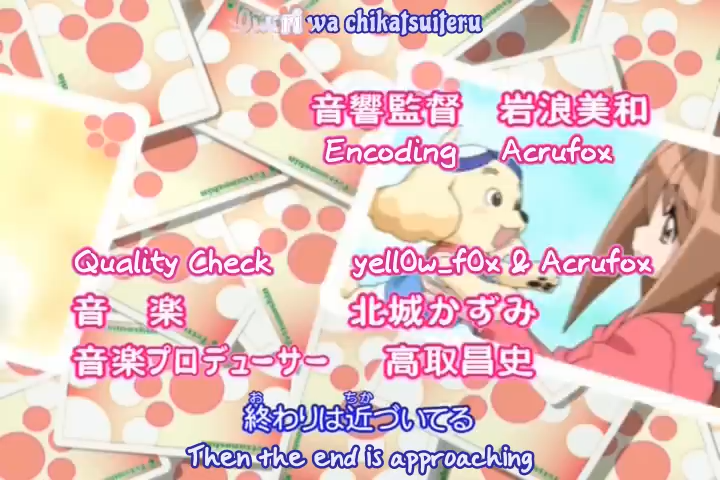 Owari wa chikatsuiteru
音響監督 岩浪美和
Encoding Acrufox
Quality Check yell0w_f0x & Acrufox
音 楽 北城かずみ
音楽プロデューサー 高取昌史
お ちか
終わりは近づいてる
Then the end is approaching